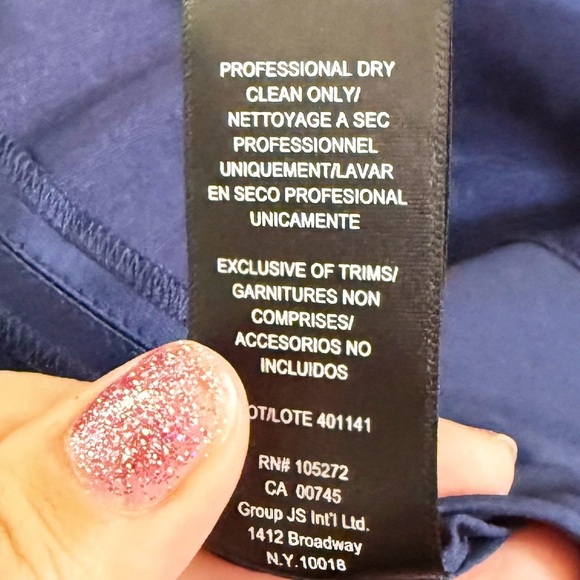 PROFESSIONAL DRY
CLEAN ONLY/
NETTOYAGE A SEC
PROFESSIONNEL
UNIQUEMENT/LAVAR
EN SECO PROFESIONAL
UNICAMENTE
EXCLUSIVE OF TRIMS/
GARNITURES NON
COMPRISES/
ACCESORIOS NO
INCLUIDOS
OT/LOTE 401141
RN# 105272
CA 00745
Group JS Int'l Ltd.
1412 Broadway
N.Y.10018